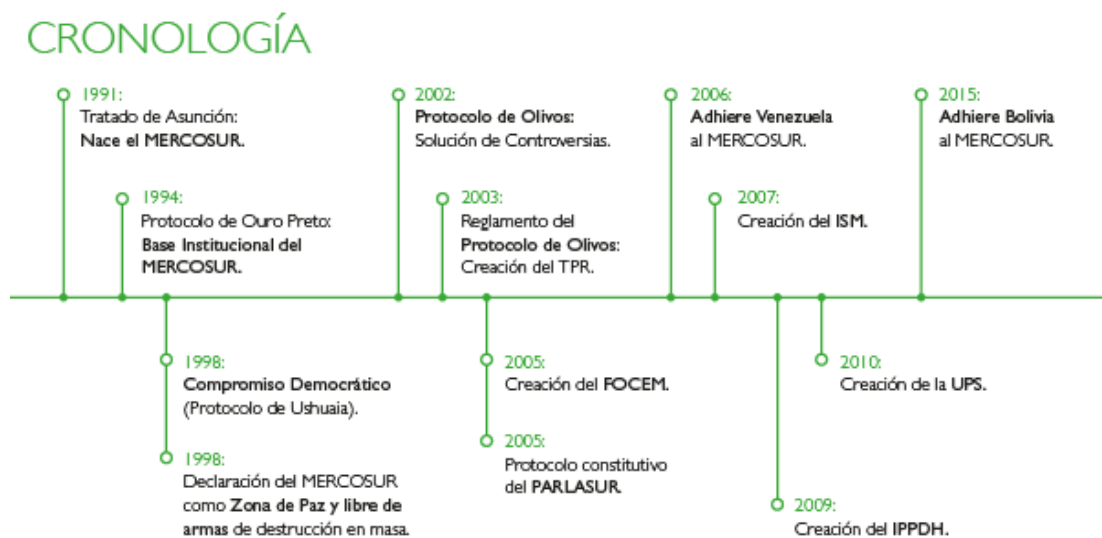 CRONOLOGÍA
1991:
Tratado de Asunción:
Nace el MERCOSUR.
1994:
Protocolo de Ouro Preto:
Base Institucional del
MERCOSUR.
1998:
Compromiso Democrático
(Protocolo de Ushuaia).
1998:
Declaración del MERCOSUR
como Zona de Paz y libre de
armas de destrucción en masa.
2002:
Protocolo de Olivos:
Solución de Controversias.
2003:
Reglamento del
Protocolo de Olivos:
Creación del TPR.
2005:
Creación del FOCEM.
2005:
Protocolo constitutivo
del PARLASUR
2006:
Adhiere Venezuela
al MERCOSUR.
2007:
Creación del ISM.
2009:
Creación del IPPDH.
2010:
Creación de la UPS.
2015:
Adhiere Bolivia
al MERCOSUR.